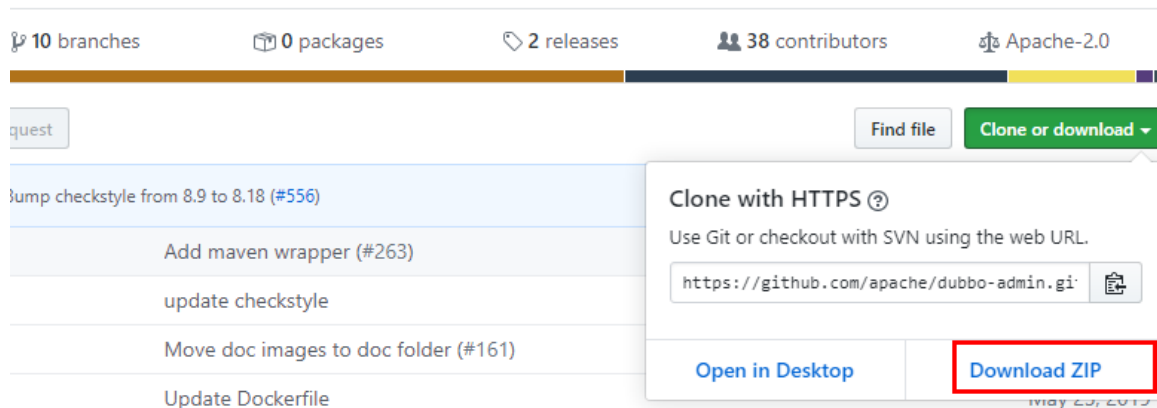 10 branches 0 packages 2 releases 38 contributors Apache-2.0
quest Find file Clone or download
Bump checkstyle from 8.9 to 8.18 (#556)
Clone with HTTPS
Use Git or checkout with SVN using the web URL.
https://github.com/apache/dubbo-admin.gi
Add maven wrapper (#263)
update checkstyle
Move doc images to doc folder (#161)
Open in Desktop Download ZIP
Update Dockerfile